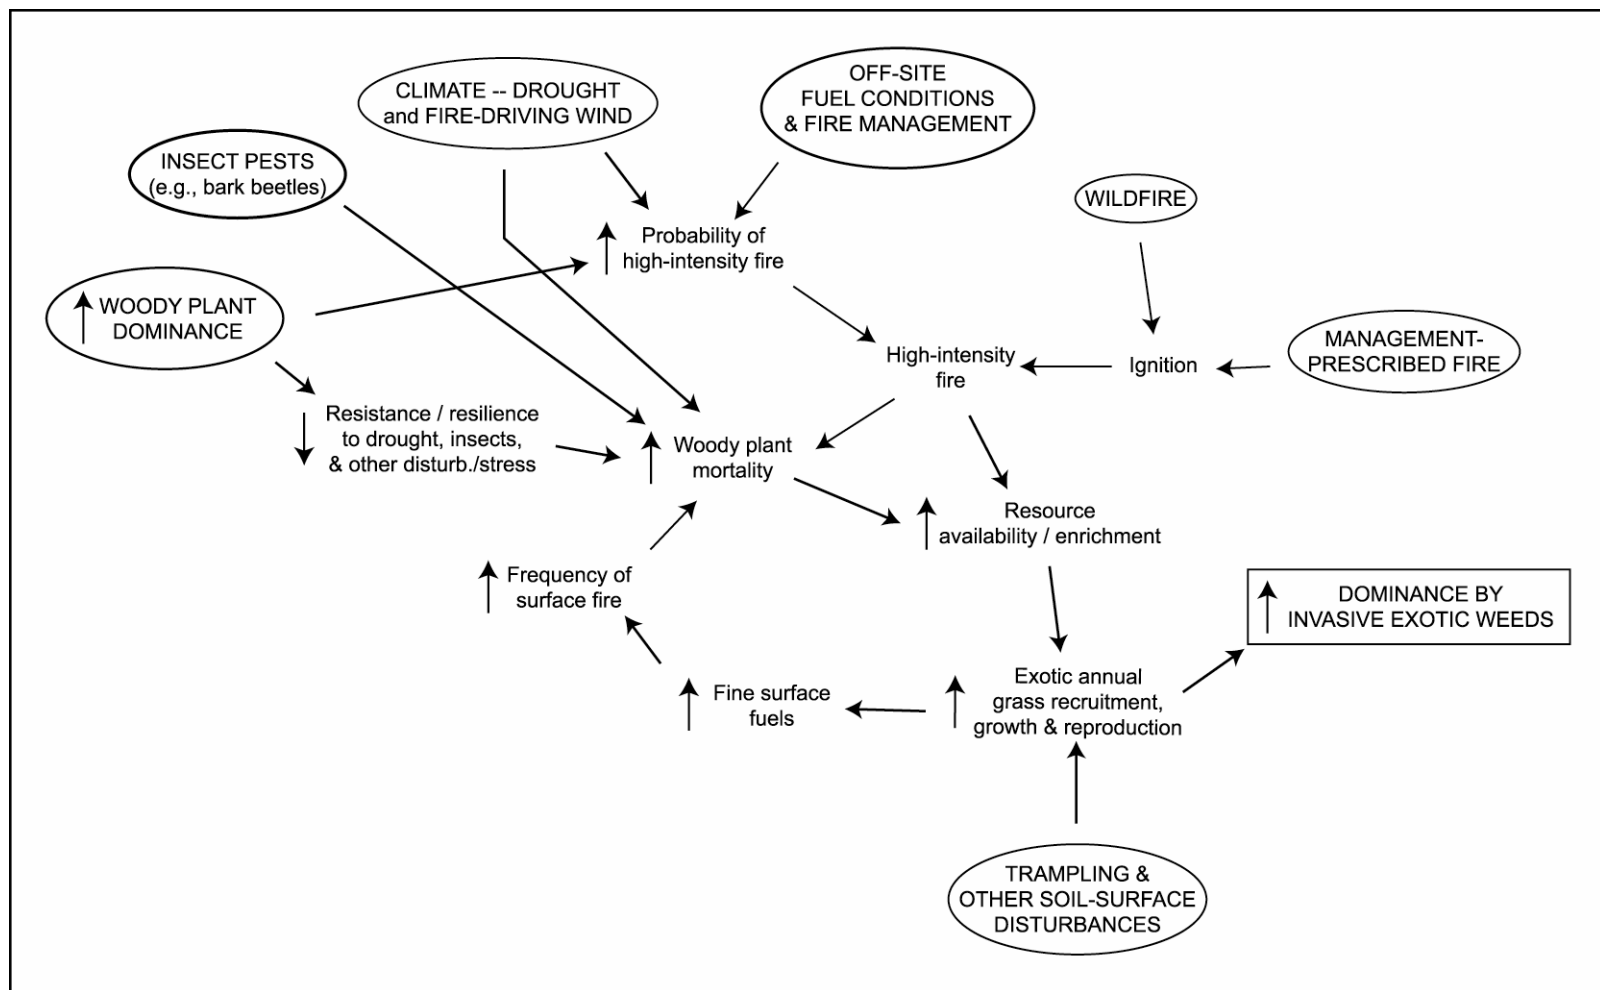 CLIMATE -- DROUGHT
and FIRE-DRIVING WIND
OFF-SITE
FUEL CONDITIONS
& FIRE MANAGEMENT
INSECT PESTS
(e.g., bark beetles)
WILDFIRE
Probability of
high-intensity fire
WOODY PLANT
DOMINANCE
High-intensity
fire
Ignition
MANAGEMENT-
PRESCRIBED FIRE
Resistance / resilience
to drought, insects,
& other disturb./stress
Woody plant
mortality
Resource
availability / enrichment
Frequency of
surface fire
DOMINANCE BY
INVASIVE EXOTIC WEEDS
Fine surface
fuels
Exotic annual
grass recruitment,
growth & reproduction
TRAMPLING &
OTHER SOIL-SURFACE
DISTURBANCES